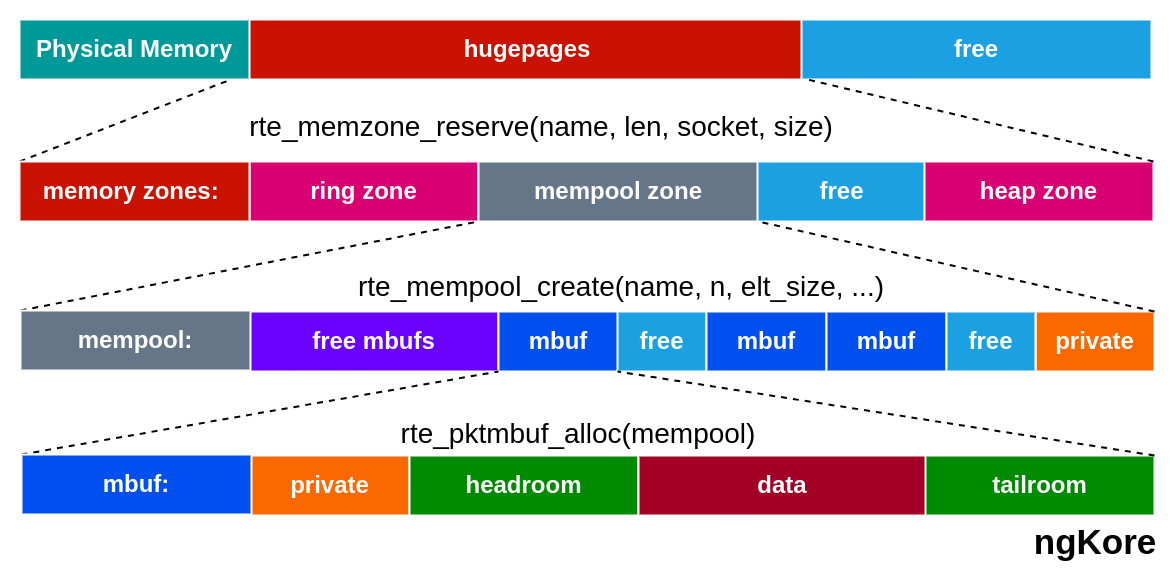 Physical Memory hugepages free
rte_memzone_reserve(name, len, socket, size)
memory zones: ring zone mempool zone free heap zone
rte_mempool_create(name, n, elt_size, ...)
mempool: free mbufs mbuf free mbuf mbuf free private
rte_pktmbuf_alloc(mempool)
mbuf: private headroom data tailroom
ngKore